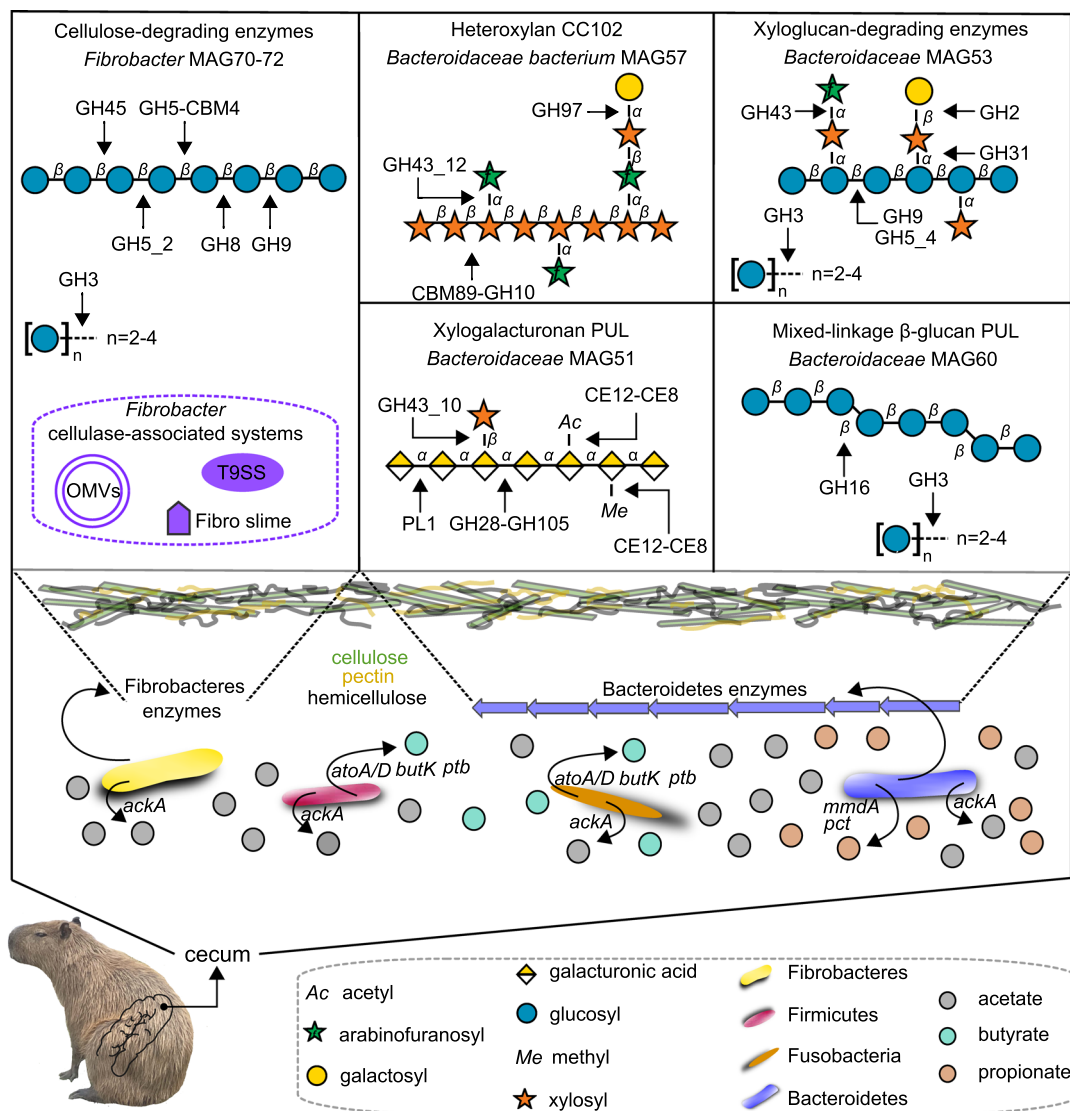 Cellulose-degrading enzymes
Fibrobacter MAG70-72
GH45
GH5-CBM4
β β β β β β β
GH5_2
GH8
GH9
GH3
[ ]n n=2-4
Fibrobacter
cellulase-associated systems
OMVs
T9SS
Fibro slime
Heteroxylan CC102
Bacteroidaceae bacterium MAG57
GH97
α
β
GH43_12
α
α
β β β β β β β
α
CBM89-GH10
Xyloglucan-degrading enzymes
Bacteroidaceae MAG53
GH43
α
β
GH2
α
α
GH31
β β β β β
α
GH3
GH9
GH5_4
[ ]n n=2-4
Xylogalacturonan PUL
Bacteroidaceae MAG51
GH43_10
β
Ac
CE12-CE8
α α α α α α
PL1
GH28-GH105
Me
CE12-CE8
Mixed-linkage β-glucan PUL
Bacteroidaceae MAG60
β β
β
β β
β
β
GH16
GH3
[ ]n n=2-4
cellulose
pectin
hemicellulose
Fibrobacteres
enzymes
Bacteroidetes enzymes
ackA
atoA/D butK ptb
ackA
atoA/D butK ptb
ackA
mmdA
pct
ackA
cecum
Ac acetyl
arabinofuranosyl
galactosyl
galacturonic acid
glucosyl
Me methyl
xylosyl
Fibrobacteres
Firmicutes
Fusobacteria
Bacteroidetes
acetate
butyrate
propionate